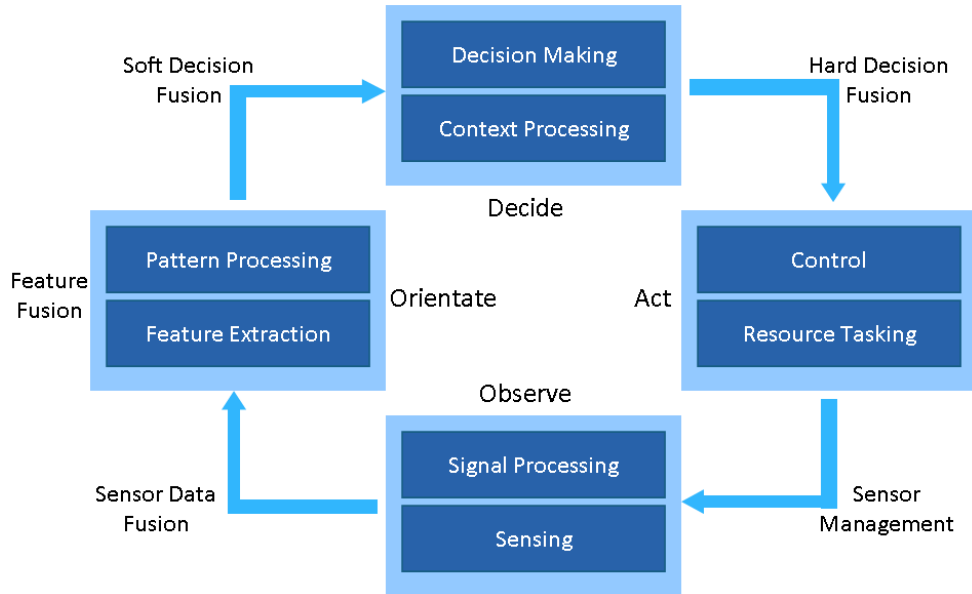 Decision Making
Soft Decision
Fusion
Hard Decision
Fusion
Context Processing
Decide
Pattern Processing
Feature
Fusion
Feature Extraction
Orientate
Act
Control
Resource Tasking
Observe
Signal Processing
Sensor Data
Fusion
Sensor
Management
Sensing